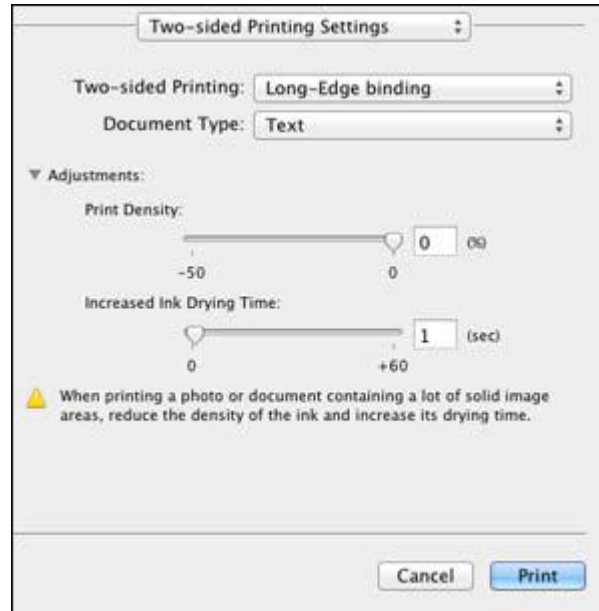 Two-sided Printing Settings
Two-sided Printing: Long-Edge binding
Document Type: Text
Adjustments:
Print Density:
0 (%)
-50 0
Increased Ink Drying Time:
1 (sec)
0 +60
When printing a photo or document containing a lot of solid image
areas, reduce the density of the ink and increase its drying time.
Cancel Print